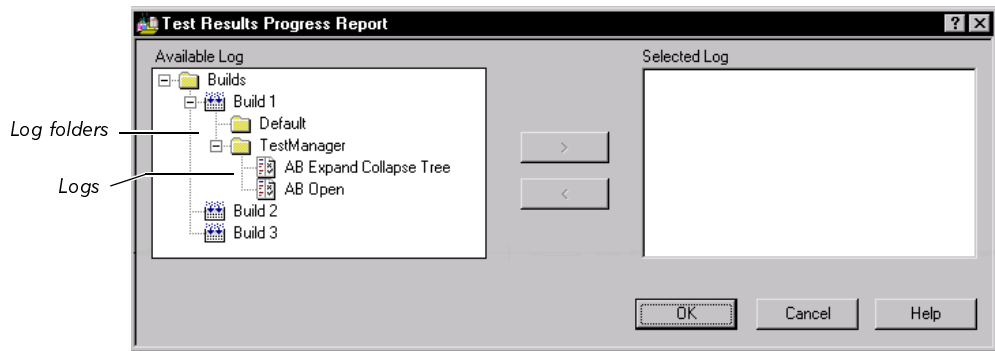 Test Results Progress Report
Available Log
Selected Log
Builds
Build 1
Log folders
Default
TestManager
>
AB Expand Collapse Tree
Logs
AB Open
<
Build 2
Build 3
OK
Cancel
Help